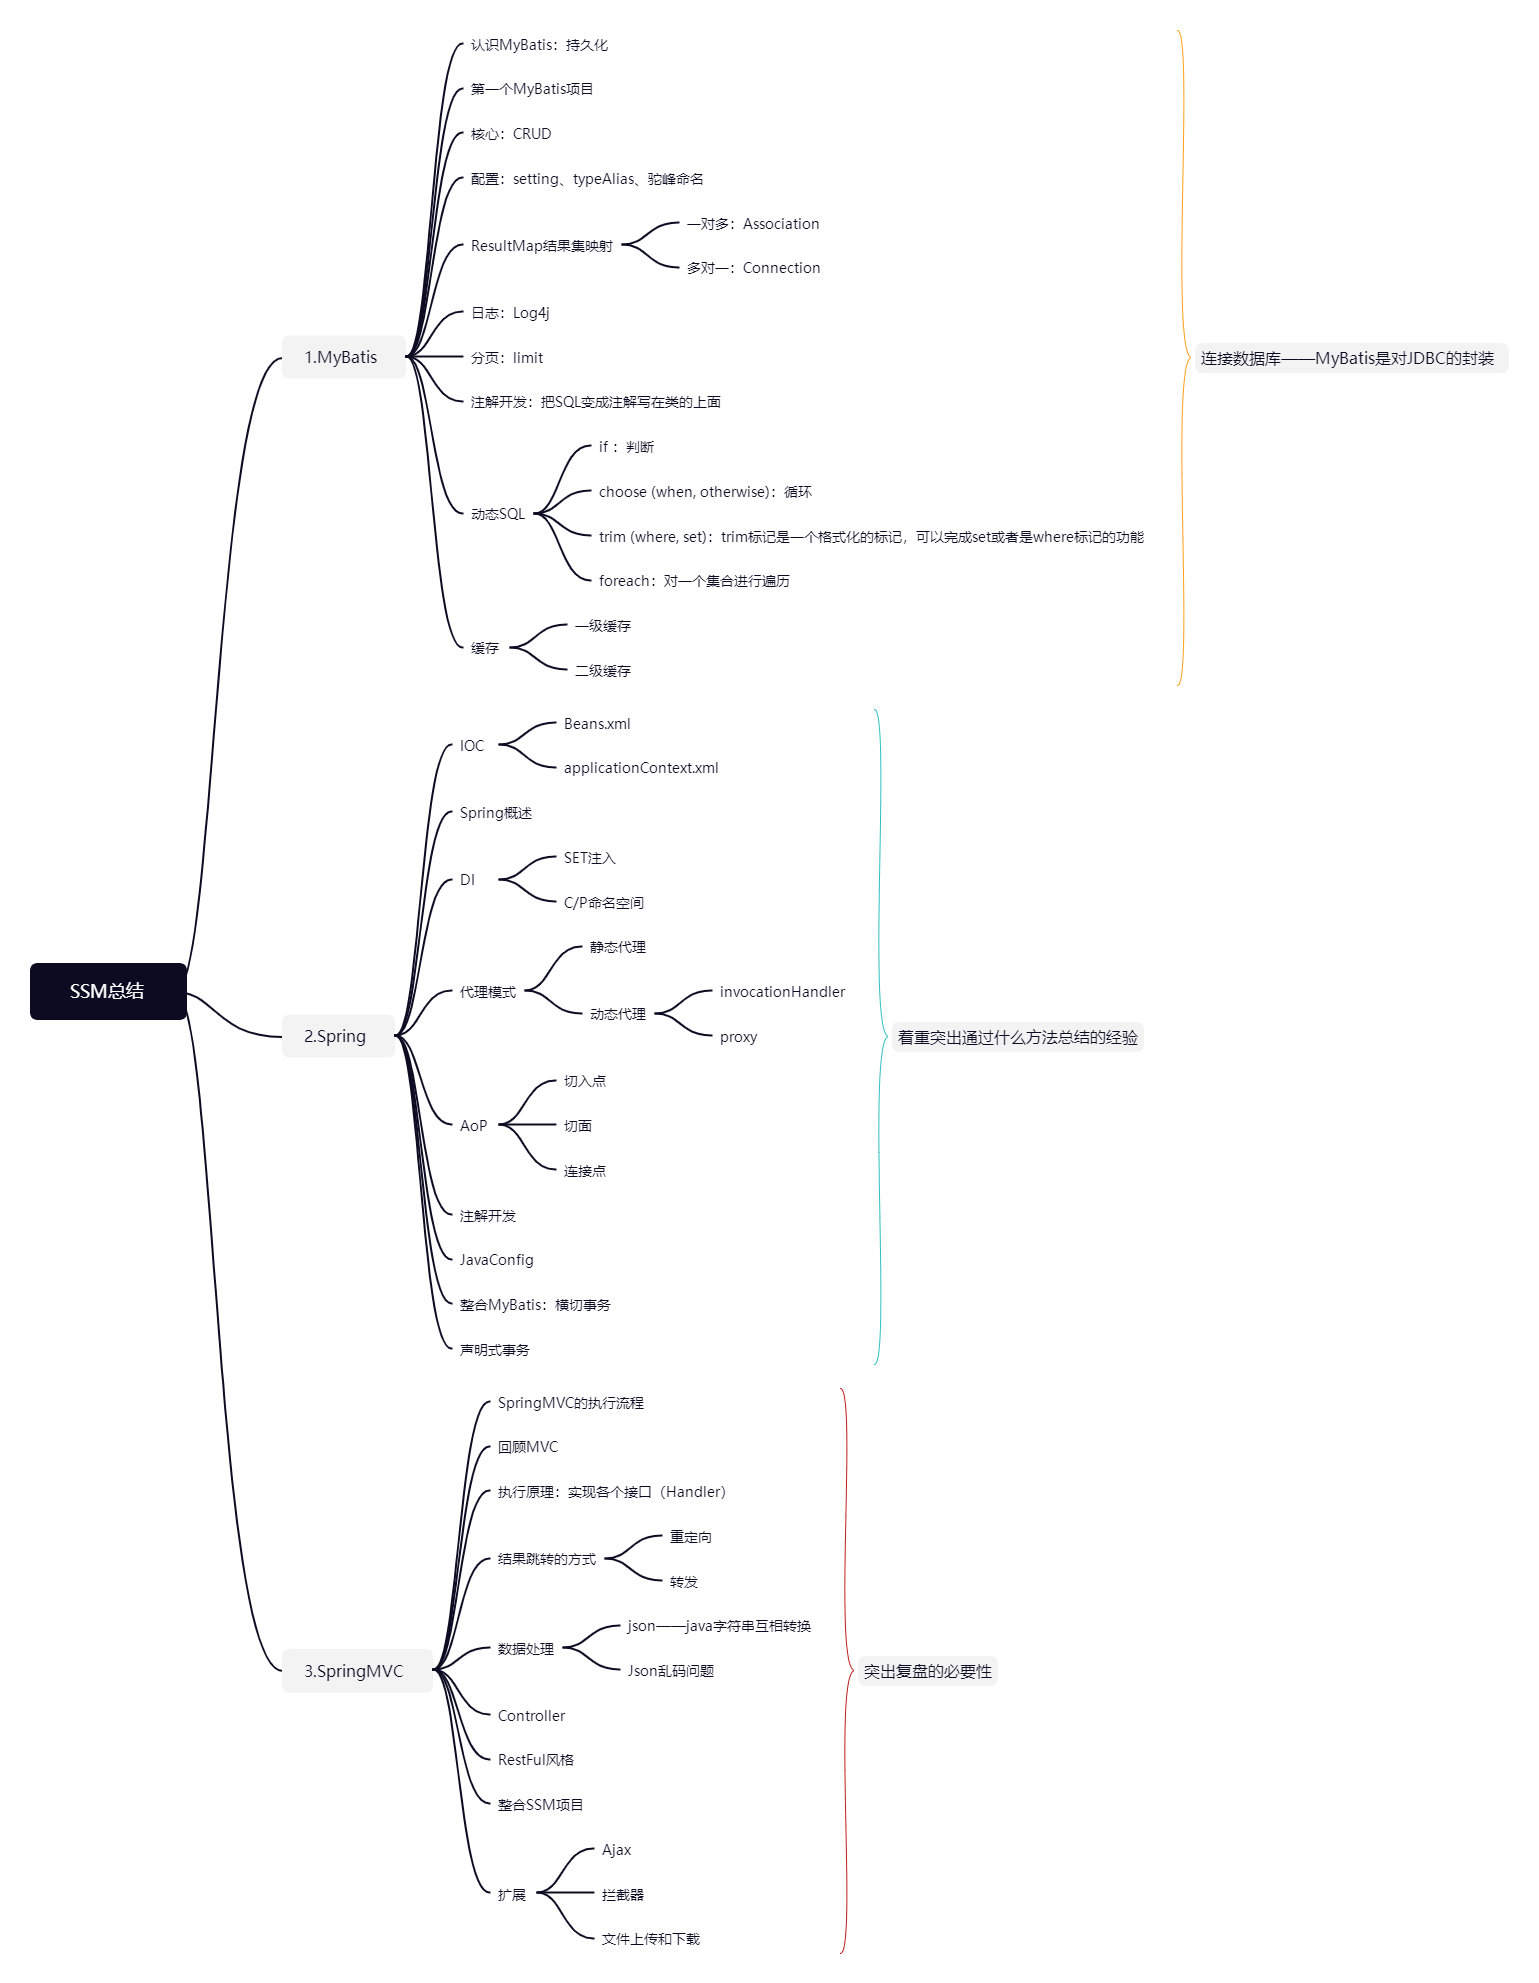 SSM总结
1.MyBatis
认识MyBatis：持久化
第一个MyBatis项目
核心：CRUD
配置：setting、typeAlias、驼峰命名
ResultMap结果集映射
一对多：Association
多对一：Connection
日志：Log4j
分页：limit
注解开发：把SQL变成注解写在类的上面
动态SQL
if ：判断
choose (when, otherwise)：循环
trim (where, set)：trim标记是一个格式化的标记，可以完成set或者是where标记的功能
foreach：对一个集合进行遍历
缓存
一级缓存
二级缓存
连接数据库——MyBatis是对JDBC的封装
2.Spring
IOC
Beans.xml
applicationContext.xml
Spring概述
DI
SET注入
C/P命名空间
代理模式
静态代理
动态代理
invocationHandler
proxy
AoP
切入点
切面
连接点
注解开发
JavaConfig
整合MyBatis：横切事务
声明式事务
着重突出通过什么方法总结的经验
3.SpringMVC
SpringMVC的执行流程
回顾MVC
执行原理：实现各个接口（Handler）
结果跳转的方式
重定向
转发
数据处理
json——java字符串互相转换
Json乱码问题
Controller
RestFul风格
整合SSM项目
扩展
Ajax
拦截器
文件上传和下载
突出复盘的必要性